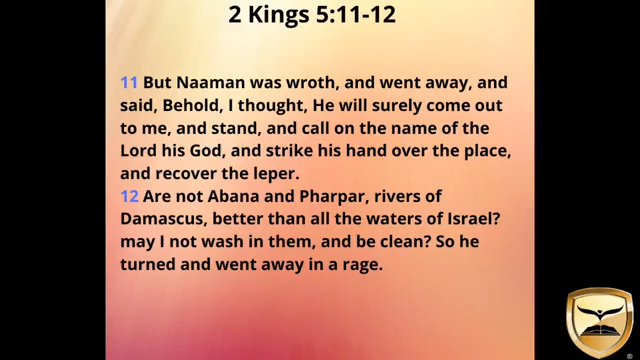 2 Kings 5:11-12
11 But Naaman was wroth, and went away, and
said, Behold, I thought, He will surely come out
to me, and stand, and call on the name of the
Lord his God, and strike his hand over the place,
and recover the leper.
12 Are not Abana and Pharpar, rivers of
Damascus, better than all the waters of Israel?
may I not wash in them, and be clean? So he
turned and went away in a rage.
®